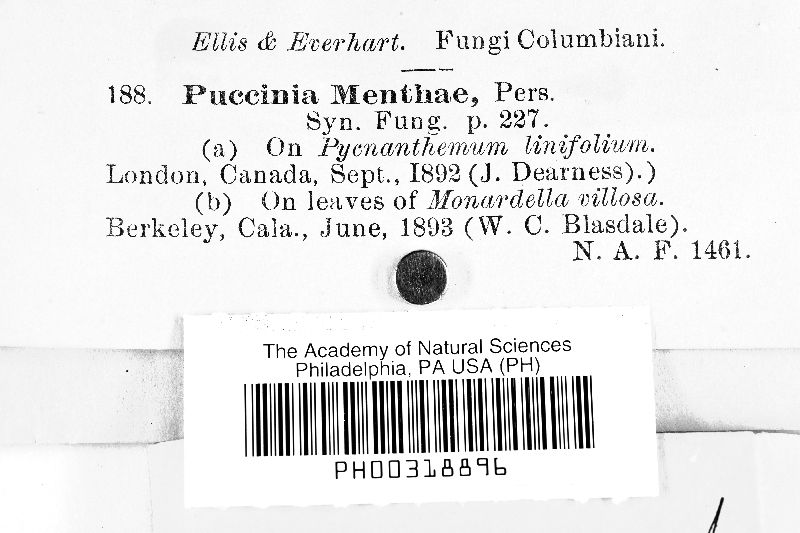 Ellis & Everhart. Fungi Columbiani.
188. Puccinia Menthae, Pers.
Syn. Fung. p. 227.
(a) On Pycnanthemum linifolium.
London, Canada, Sept., 1892 (J. Dearness).)
(b) On leaves of Monardella villosa.
Berkeley, Cala., June, 1893 (W. C. Blasdale).
N. A. F. 1461.
The Academy of Natural Sciences
Philadelphia, PA USA (PH)
PH00318896